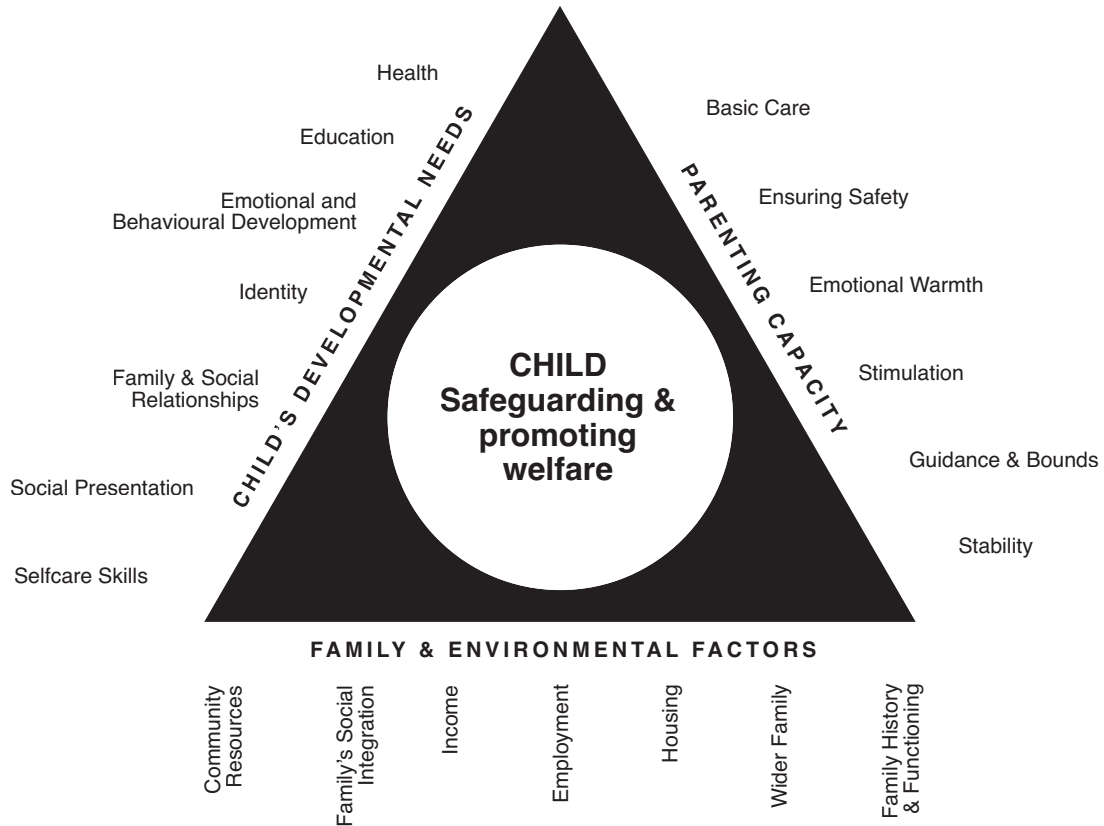 Health
Education
Emotional and
Behavioural Development
Identity
Family & Social
Relationships
Social Presentation
Selfcare Skills
CHILD'S DEVELOPMENTAL NEEDS
CHILD
Safeguarding &
promoting
welfare
PARENTING CAPACITY
Basic Care
Ensuring Safety
Emotional Warmth
Stimulation
Guidance & Bounds
Stability
FAMILY & ENVIRONMENTAL FACTORS
Community
Resources
Family's Social
Integration
Income
Employment
Housing
Wider Family
Family History
& Functioning